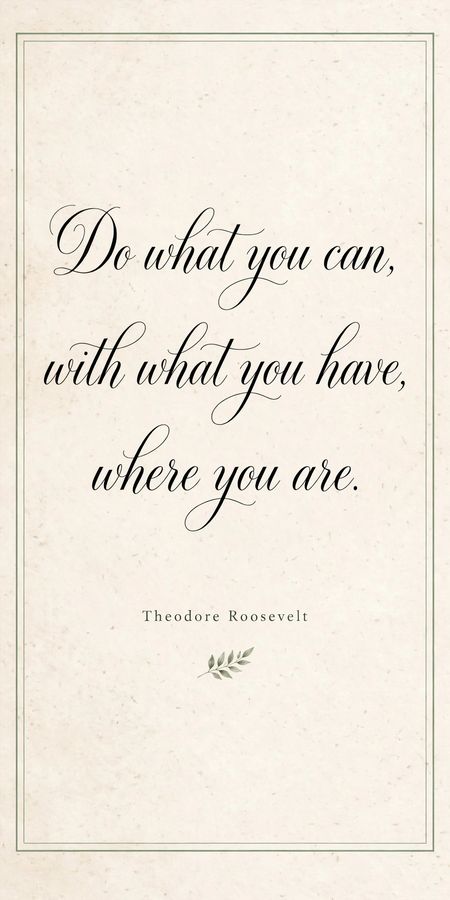 Do what you can,
with what you have,
where you are.
Theodore Roosevelt